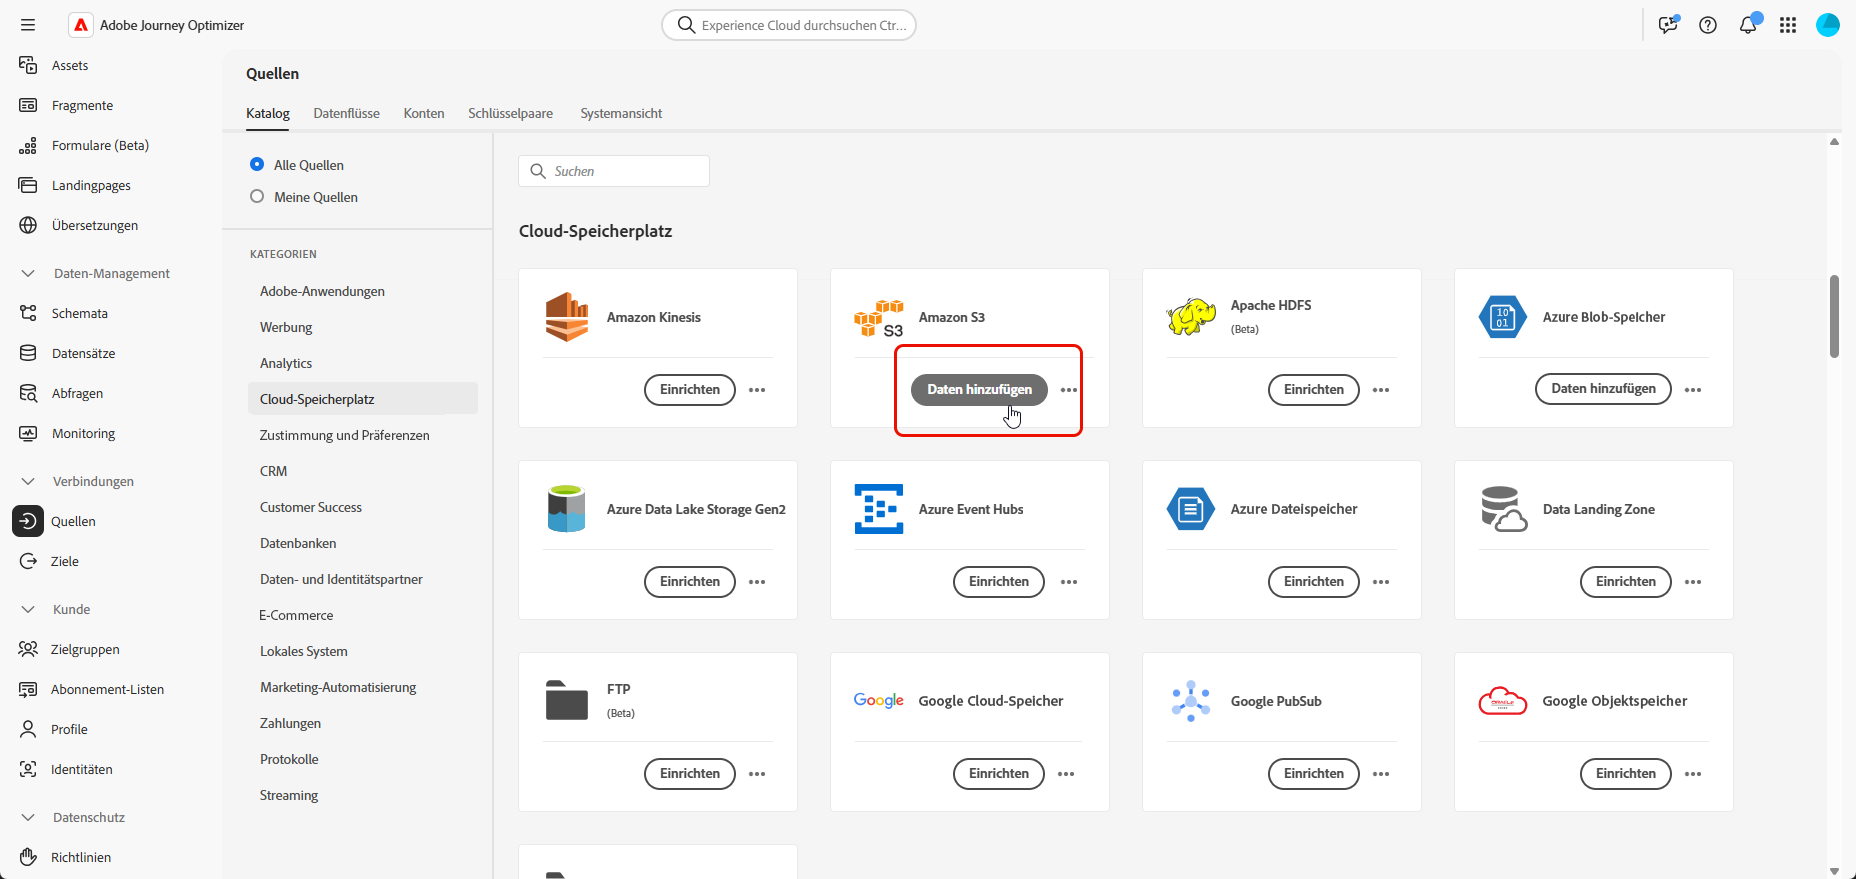 Adobe Journey Optimizer
Experience Cloud durchsuchen Ctr...
Assets
Fragmente
Formulare (Beta)
Landingpages
Übersetzungen
Daten-Management
Schemata
Datensätze
Abfragen
Monitoring
Verbindungen
Quellen
Ziele
Kunde
Zielgruppen
Abonnement-Listen
Profile
Identitäten
Datenschutz
Richtlinien
Quellen
Katalog
Datenflüsse
Konten
Schlüsselpaare
Systemansicht
Alle Quellen
Meine Quellen
KATEGORIEN
Adobe-Anwendungen
Werbung
Analytics
Cloud-Speicherplatz
Zustimmung und Präferenzen
CRM
Customer Success
Datenbanken
Daten- und Identitätspartner
E-Commerce
Lokales System
Marketing-Automatisierung
Zahlungen
Protokolle
Streaming
Suchen
Cloud-Speicherplatz
Amazon Kinesis
Einrichten
S3
Amazon S3
Daten hinzufügen
Apache HDFS
(Beta)
Einrichten
10
01
Azure Blob-Speicher
Daten hinzufügen
Azure Data Lake Storage Gen2
Einrichten
Azure Event Hubs
Einrichten
Azure Dateispeicher
Einrichten
Data Landing Zone
Einrichten
FTP
(Beta)
Einrichten
Google
Google Cloud-Speicher
Einrichten
Google PubSub
Einrichten
ORACLE
Google Objektspeicher
Einrichten